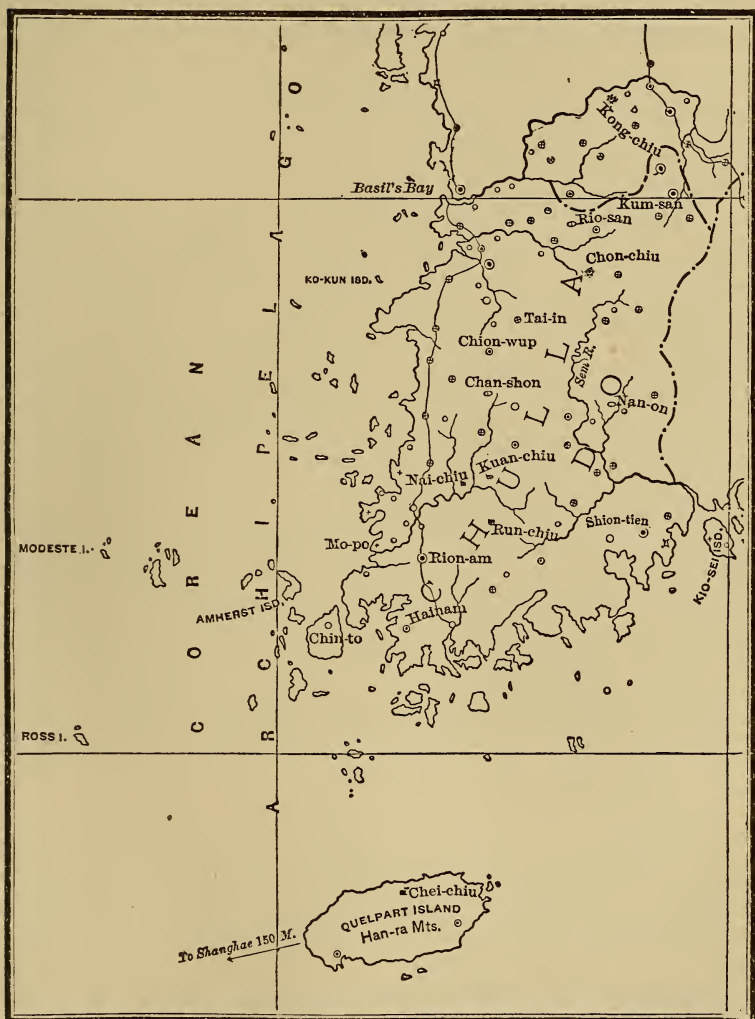 Kong-chiu
Basil's Bay
Kum-san
Rio-san
Chon-chiu
KO-KUN ISD.
Tai-in
Chion-wup
Sem R.
Chan-shon
Nan-on
Nai-chiu
Kuan-chiu
Run-chiu
Shion-tien
KIO-SEI ISD.
MODESTE I.
Mo-po
Rion-am
AMHERST ISD.
Hainam
Chin-to
ROSS I.
CHULLADO
COREAN
ARCHIPELAGO
Chei-chiu
QUELPART ISLAND
Han-ra Mts.
To Shanghae 150 M.